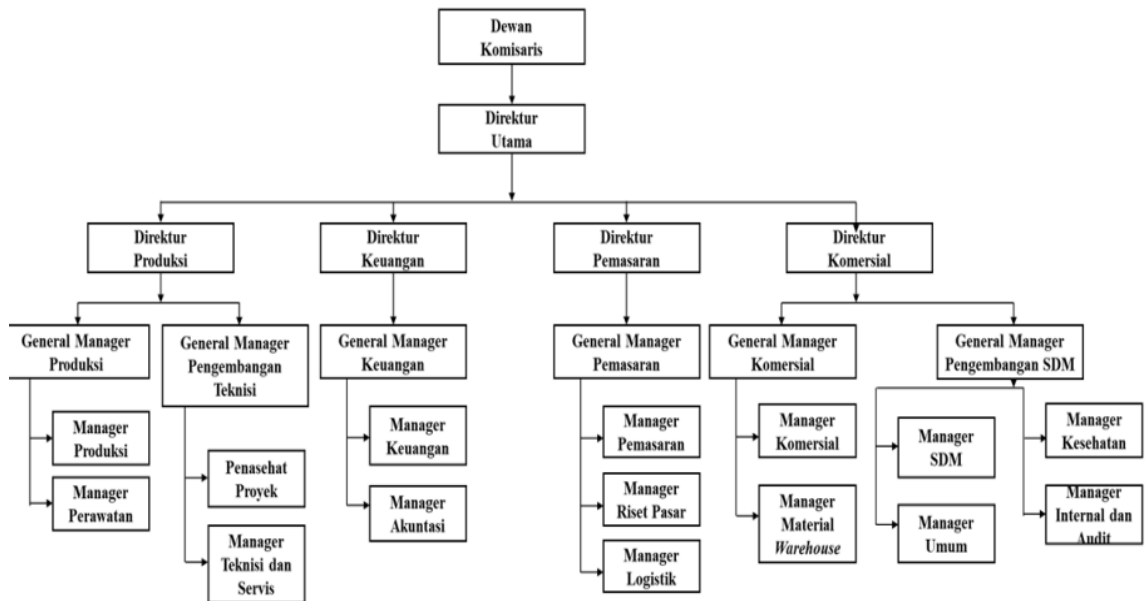 Dewan
Komisaris
Direktur
Utama
Direktur
Produksi
Direktur
Keuangan
Direktur
Pemasaran
Direktur
Komersial
General Manager
Produksi
General Manager
Pengembangan
Teknisi
General Manager
Keuangan
General Manager
Pemasaran
General Manager
Komersial
General Manager
Pengembangan SDM
Manager
Produksi
Manager
Perawatan
Penasehat
Proyek
Manager
Teknisi dan
Servis
Manager
Keuangan
Manager
Akuntasi
Manager
Pemasaran
Manager
Riset Pasar
Manager
Logistik
Manager
Komersial
Manager
Material
Warehouse
Manager
SDM
Manager
Umum
Manager
Kesehatan
Manager
Internal dan
Audit